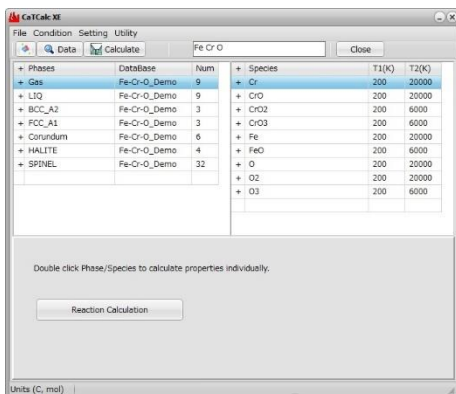 CaTCalc XE
File Condition Setting Utility
Data Calculate Fe Cr O Close
+ Phases DataBase Num
+ Gas Fe-Cr-O_Demo 9
+ LIQ Fe-Cr-O_Demo 9
+ BCC_A2 Fe-Cr-O_Demo 3
+ FCC_A1 Fe-Cr-O_Demo 3
+ Corundum Fe-Cr-O_Demo 6
+ HALITE Fe-Cr-O_Demo 4
+ SPINEL Fe-Cr-O_Demo 32
+ Species T1(K) T2(K)
+ Cr 200 20000
+ CrO 200 20000
+ CrO2 200 6000
+ CrO3 200 6000
+ Fe 200 20000
+ FeO 200 6000
+ O 200 20000
+ O2 200 20000
+ O3 200 6000
Double click Phase/Species to calculate properties individually.
Reaction Calculation
Units (C, mol)